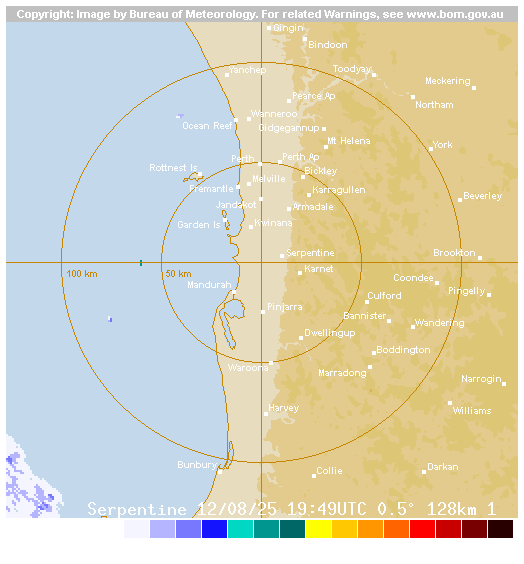 Copyright: Image by Bureau of Meteorology. For related Warnings, see www.bom.gov.au
Gingin
Bindoon
Yanchep
Toodyay
Meckering
Pearce Ap
Northam
Wanneroo
Ocean Reef
Gidgegannup
Mt Helena
York
Perth
Perth Ap
Rottnest Is
Bickley
Melville
Fremantle
Karragullen
Beverley
Jandakot
Armadale
Garden Is
Kwinana
Serpentine
Brookton
100 km
50 km
Karnet
Coondee
Mandurah
Pingelly
Culford
Pinjarra
Bannister
Wandering
Dwellingup
Boddington
Waroona
Marradong
Narrogin
Harvey
Williams
Bunbury
Collie
Darkan
Serpentine 12/08/25 19:49UTC 0.5° 128km 1